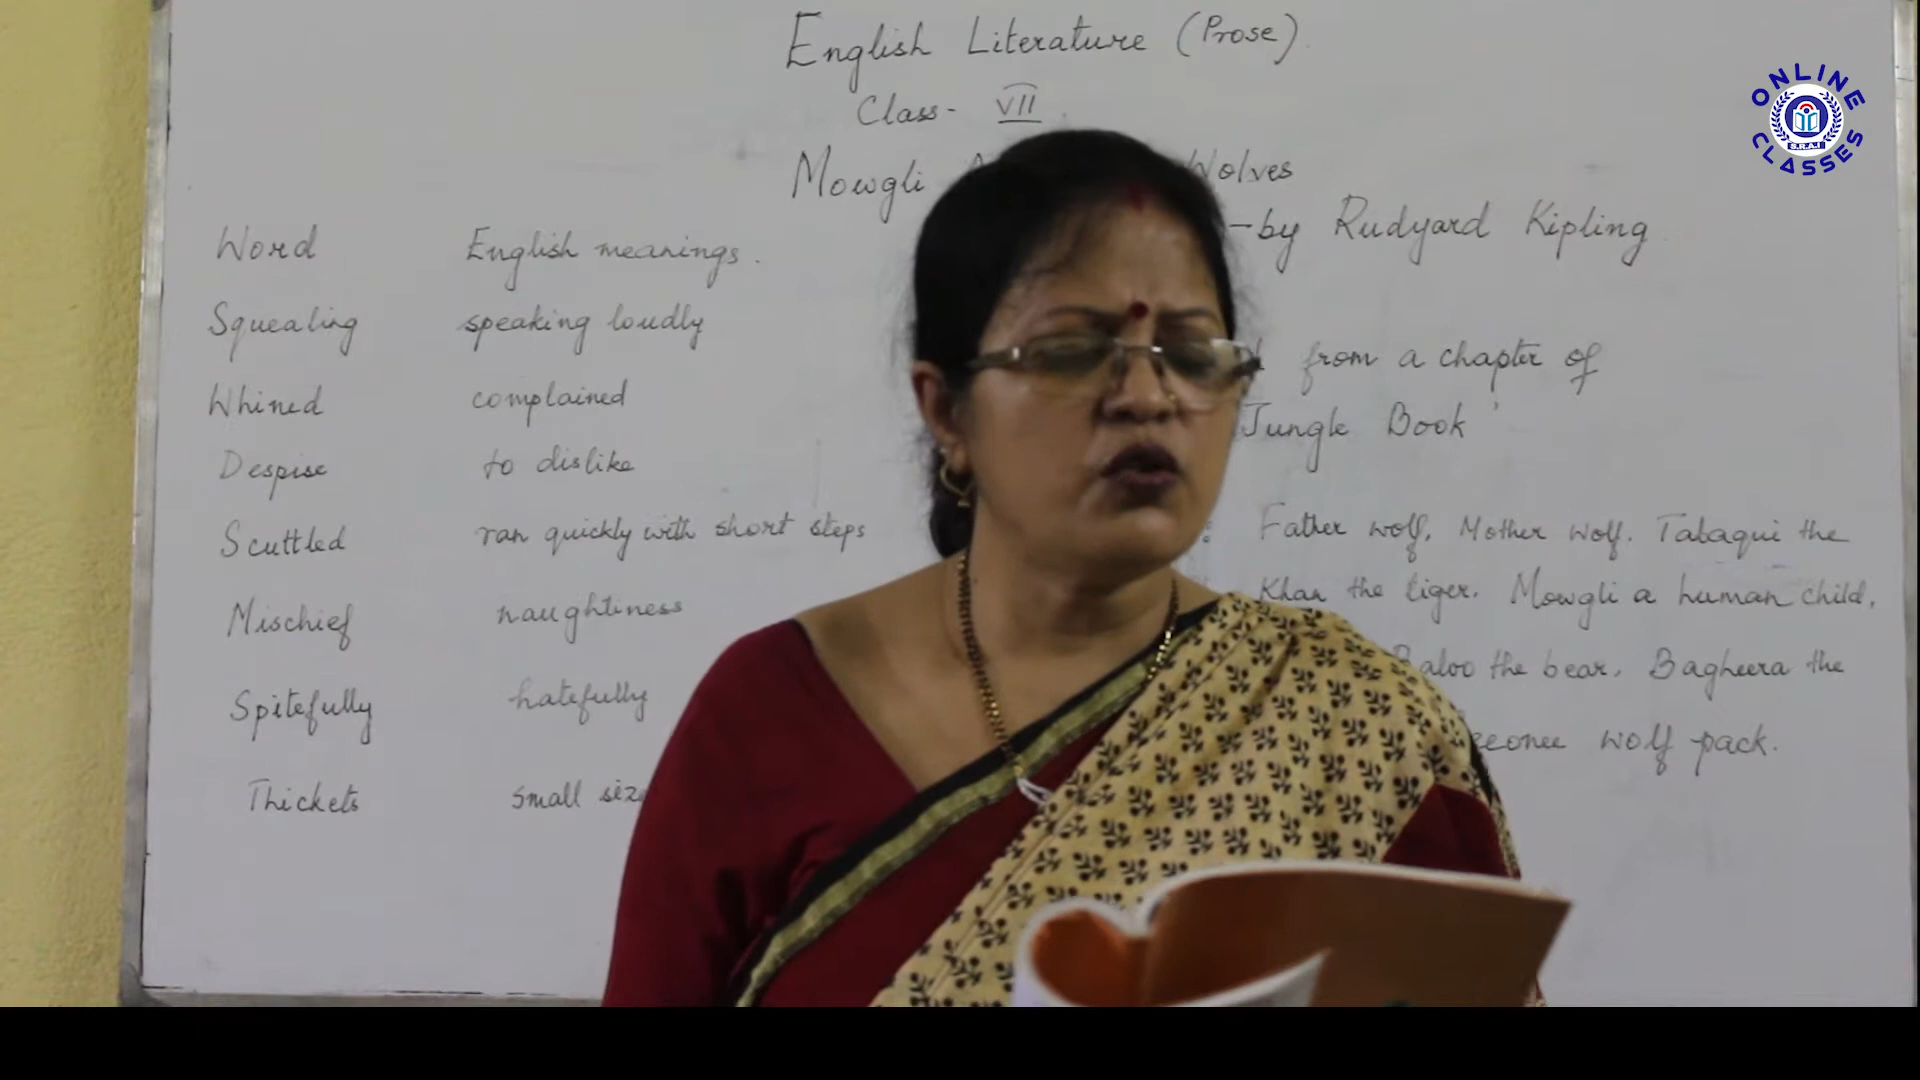 English Literature (Prose).
Class- VII
Mowgli Wolves
-by Rudyard Kipling
Word English meanings.
Squealing speaking loudly
Whined complained
Despise to dislike
Scuttled ran quickly with short steps
Mischief naughtiness
Spitefully hatefully
Thickets small size
from a chapter of
Jungle Book'
: Father wolf, Mother wolf. Tabaqui the
Khan the tiger. Mowgli a human child,
Baloo the bear. Bagheera the
wolf pack.
ONLINE CLASSES
S.R.A.I